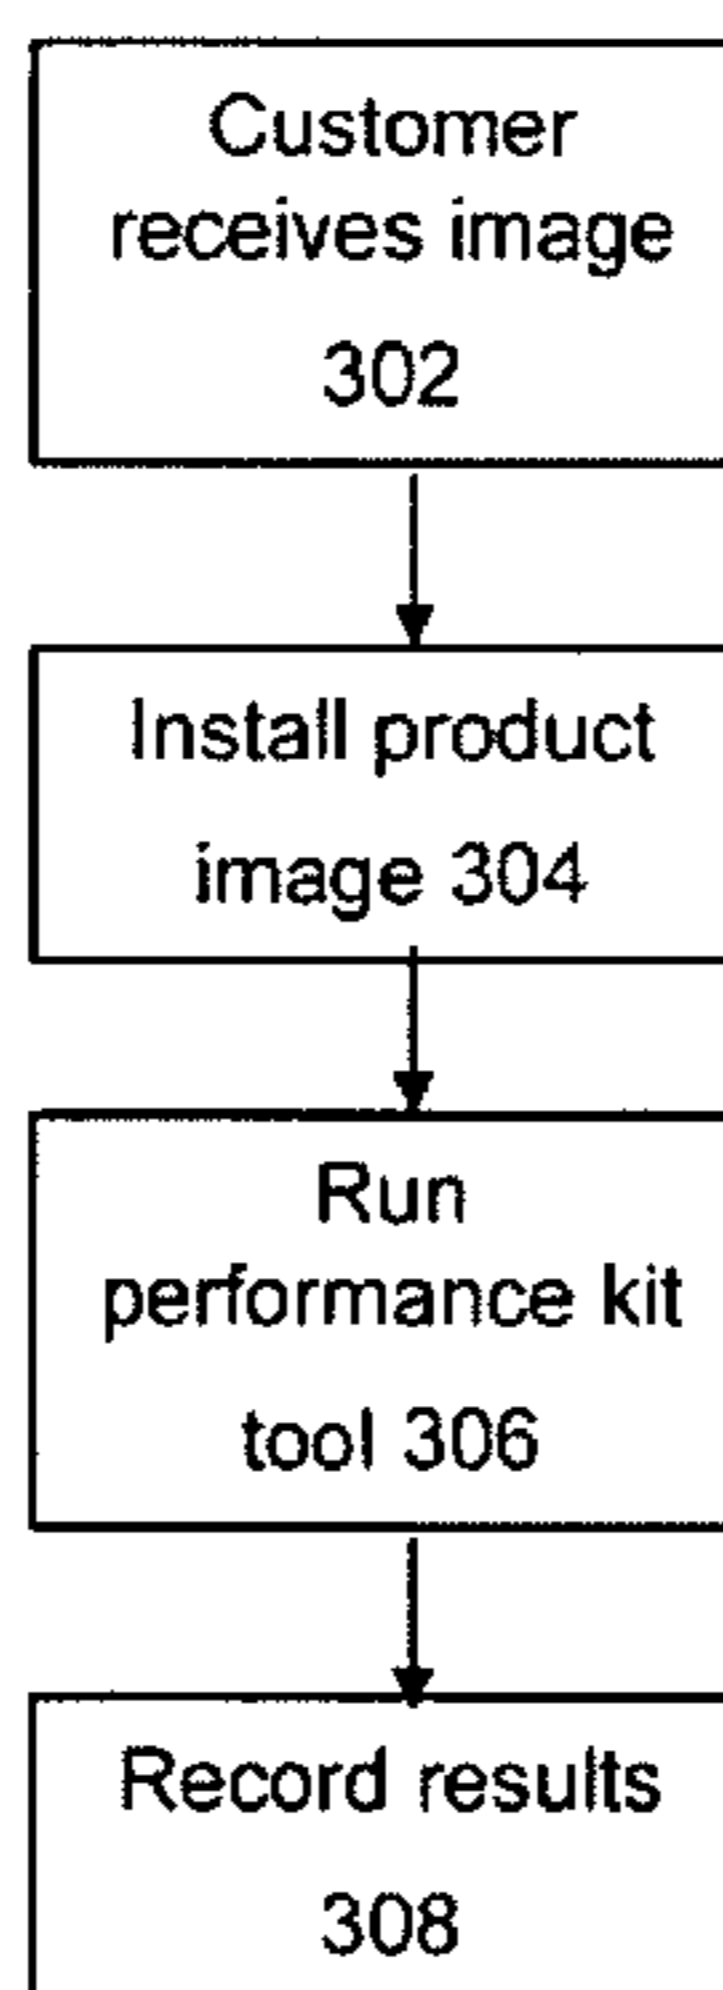 Customer
receives image
302
Install product
image 304
Run
performance kit
tool 306
Record results
308